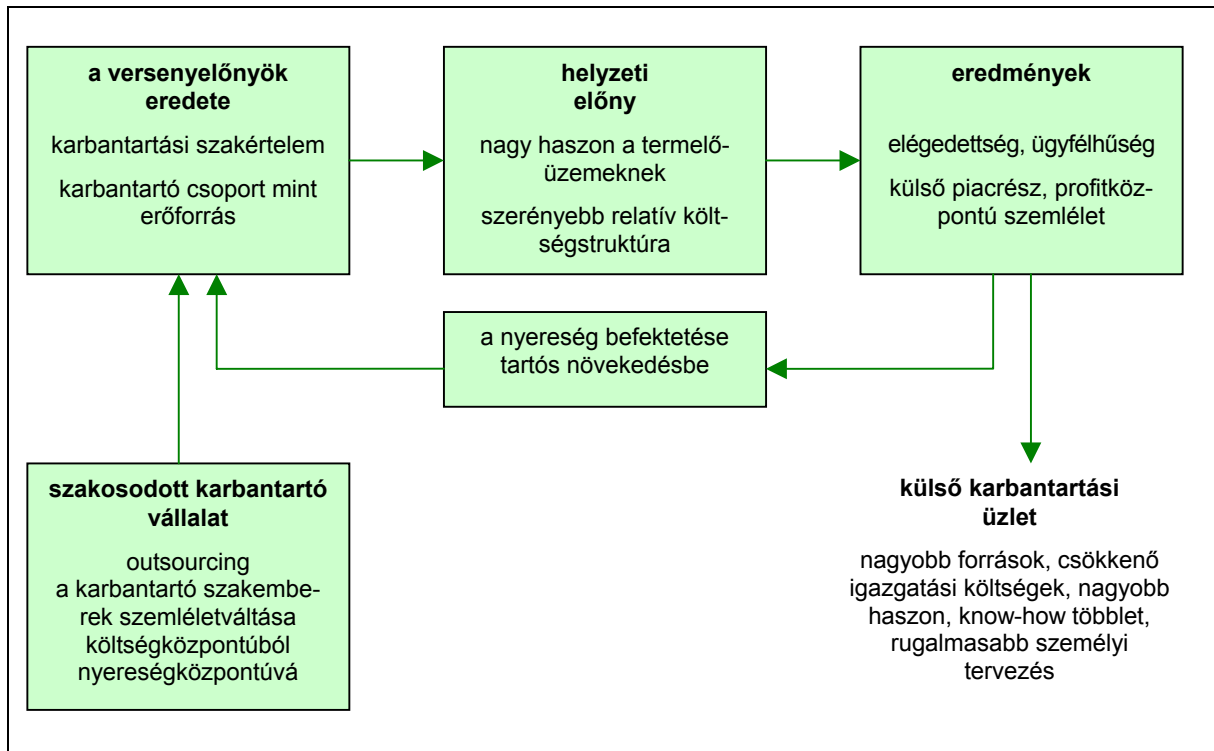 a versenyelőnyök
eredete
karbantartási szakértelem
karbantartó csoport mint
erőforrás
helyzeti
előny
nagy haszon a termelő-
üzemeknek
szerényebb relatív költ-
ségstruktúra
eredmények
elégedettség, ügyfélhűség
külső piacrész, profitköz-
pontú szemlélet
a nyereség befektetése
tartós növekedésbe
szakosodott karbantartó
vállalat
outsourcing
a karbantartó szakembe-
rek szemléletváltása
költségközpontúból
nyereségközpontúvá
külső karbantartási
üzlet
nagyobb források, csökkenő
igazgatási költségek, nagyobb
haszon, know-how többlet,
rugalmasabb személyi
tervezés